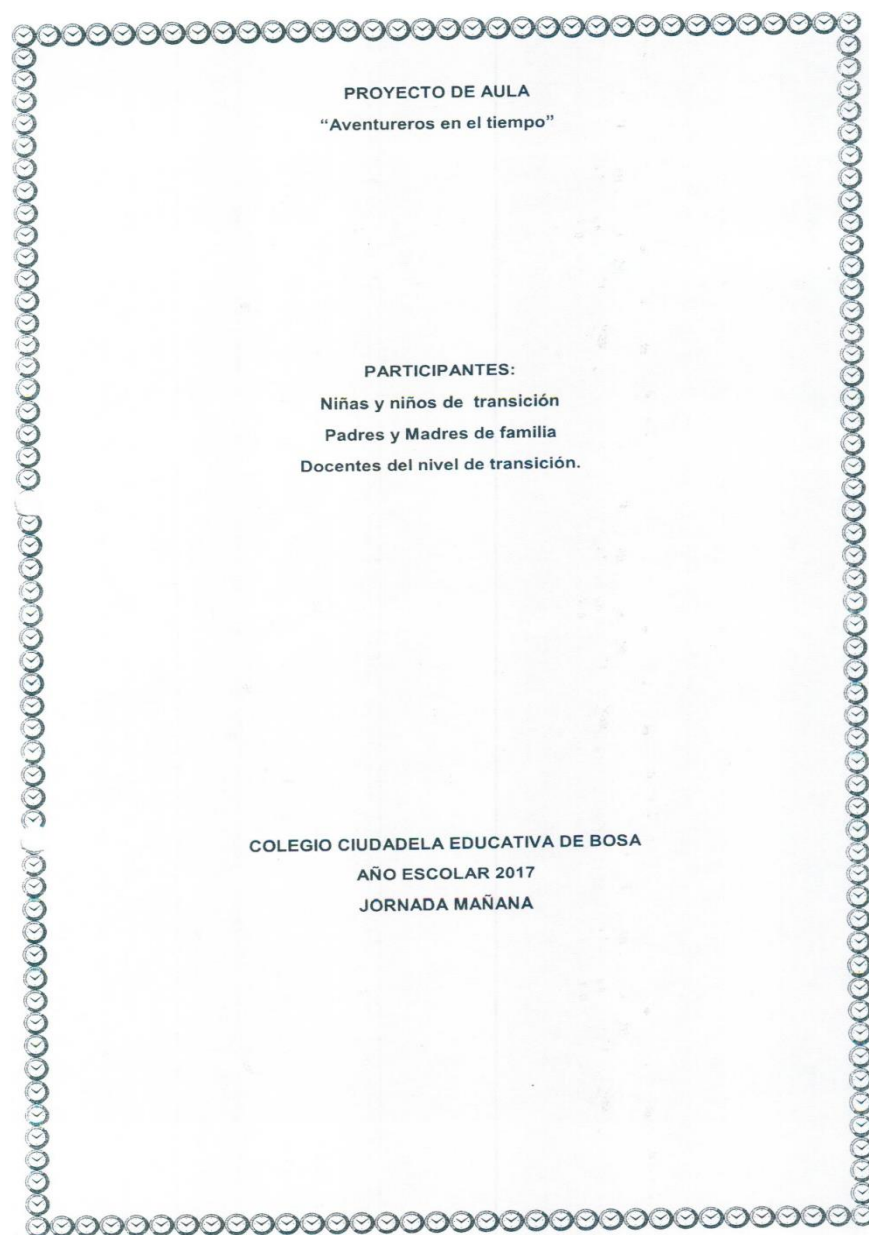 PROYECTO DE AULA
“Aventureros en el tiempo”
PARTICIPANTES:
Niñas y niños de transición
Padres y Madres de familia
Docentes del nivel de transición.
COLEGIO CIUDADELA EDUCATIVA DE BOSA
AÑO ESCOLAR 2017
JORNADA MAÑANA